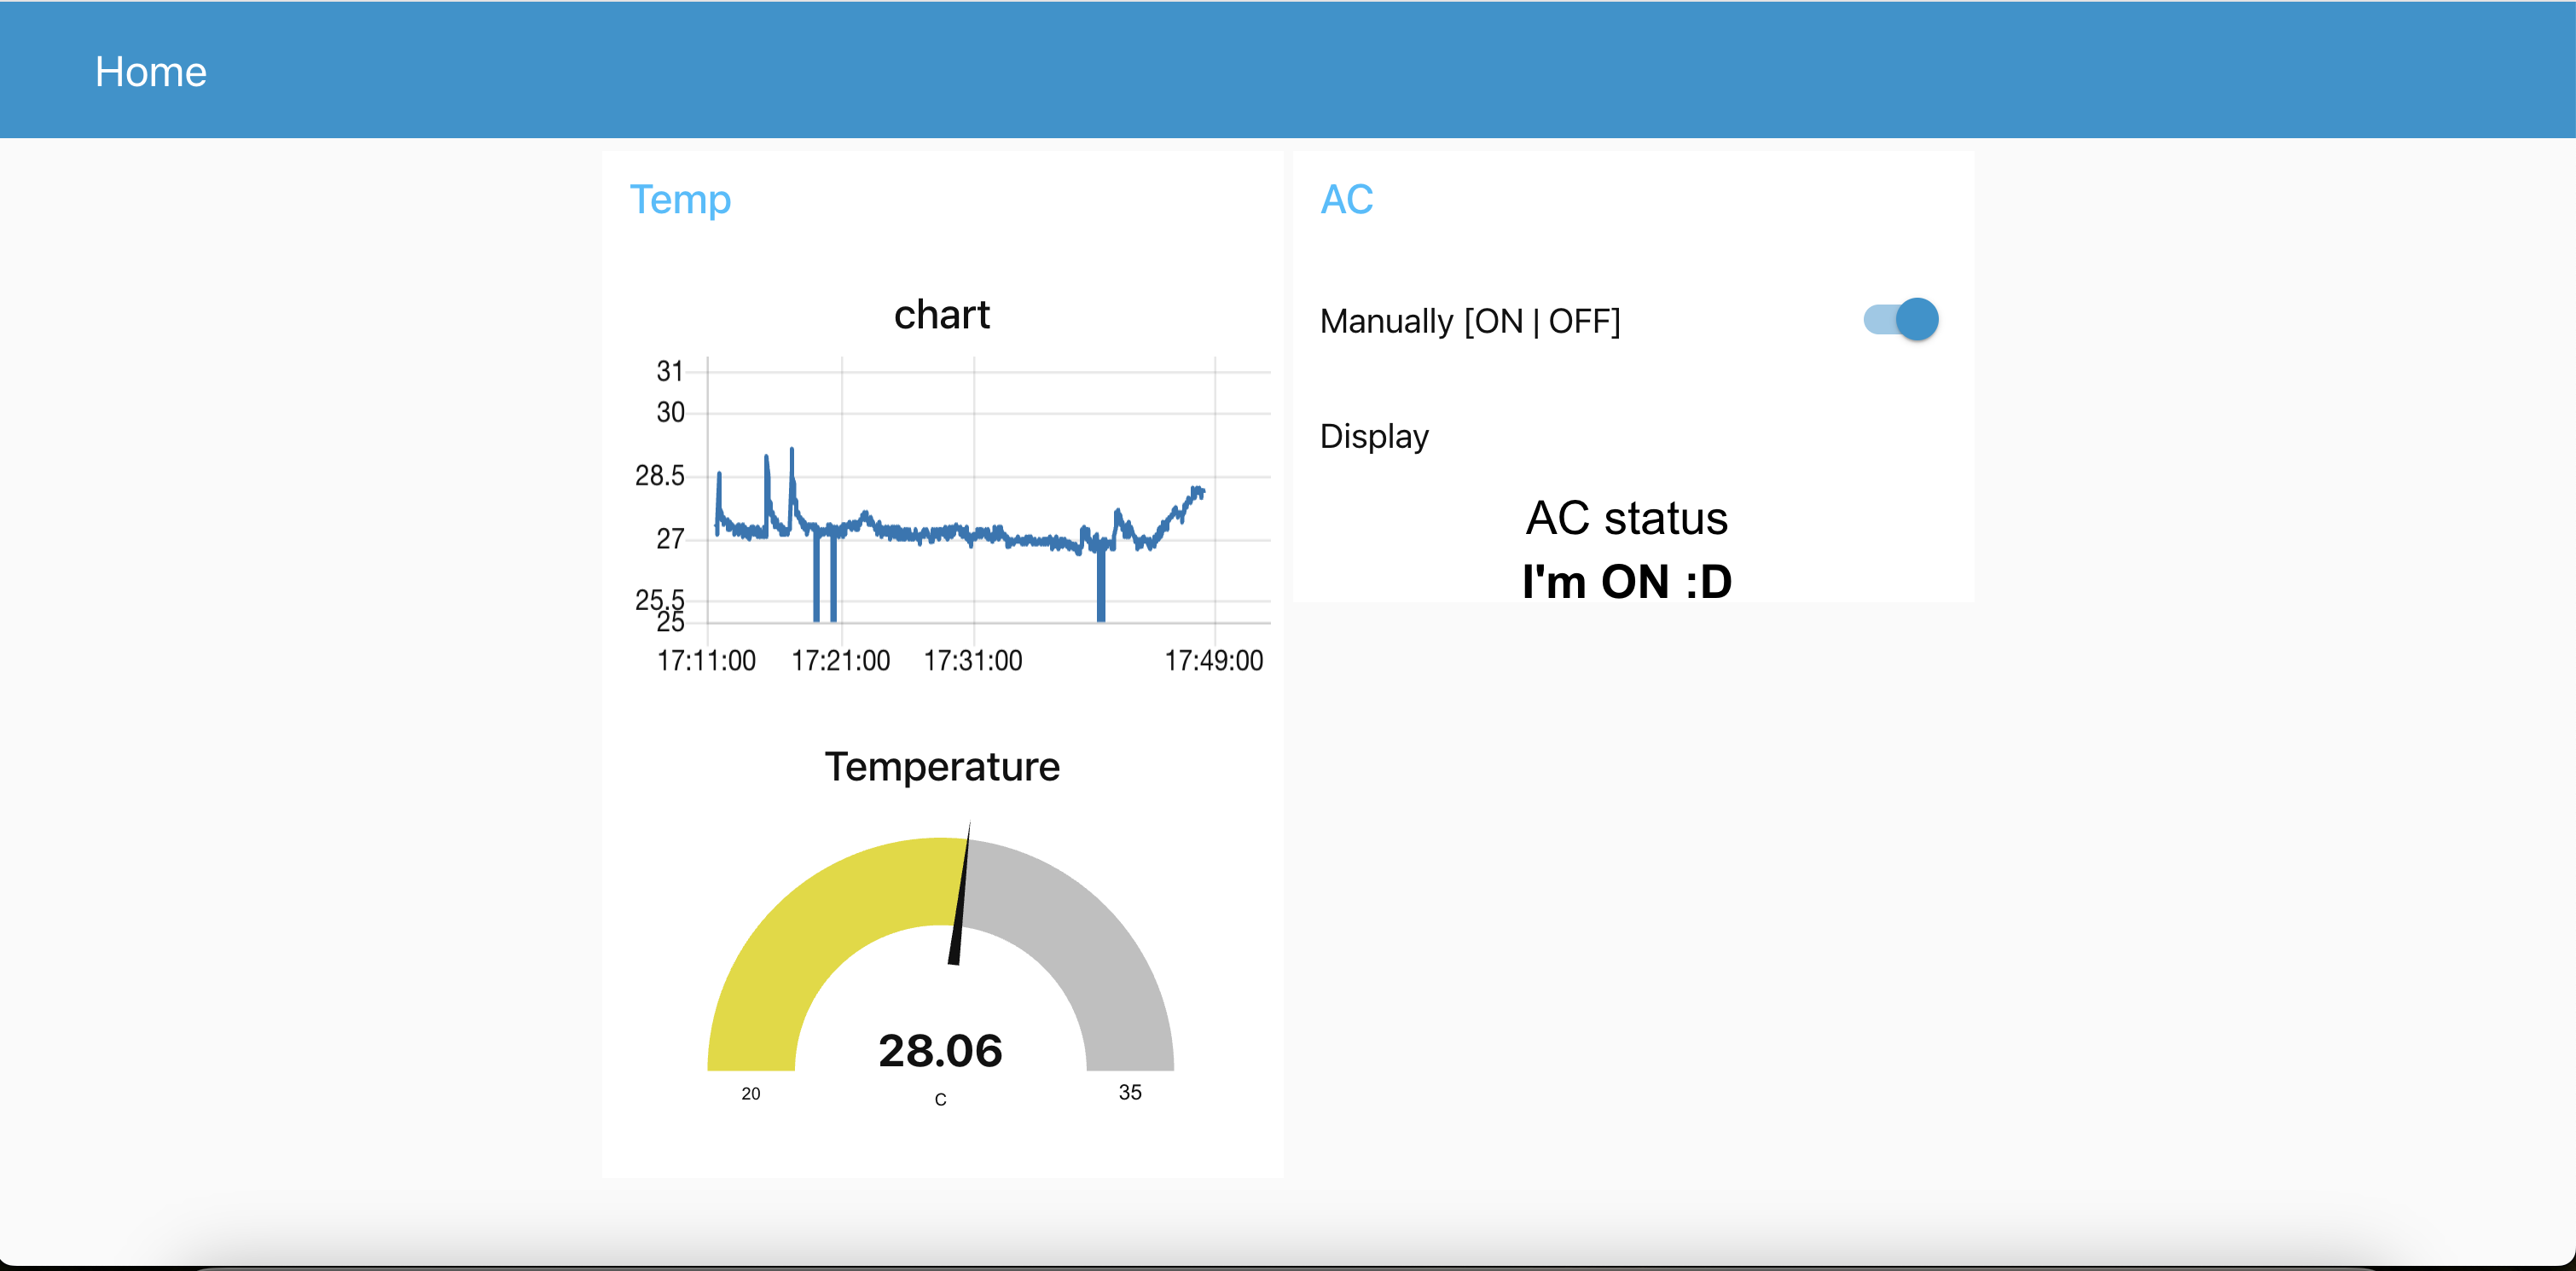 Home
Temp
chart
31
30
28.5
27
25.5
25
17:11:00 17:21:00 17:31:00 17:49:00
Temperature
28.06
20 C 35
AC
Manually [ON | OFF]
Display
AC status
I'm ON :D